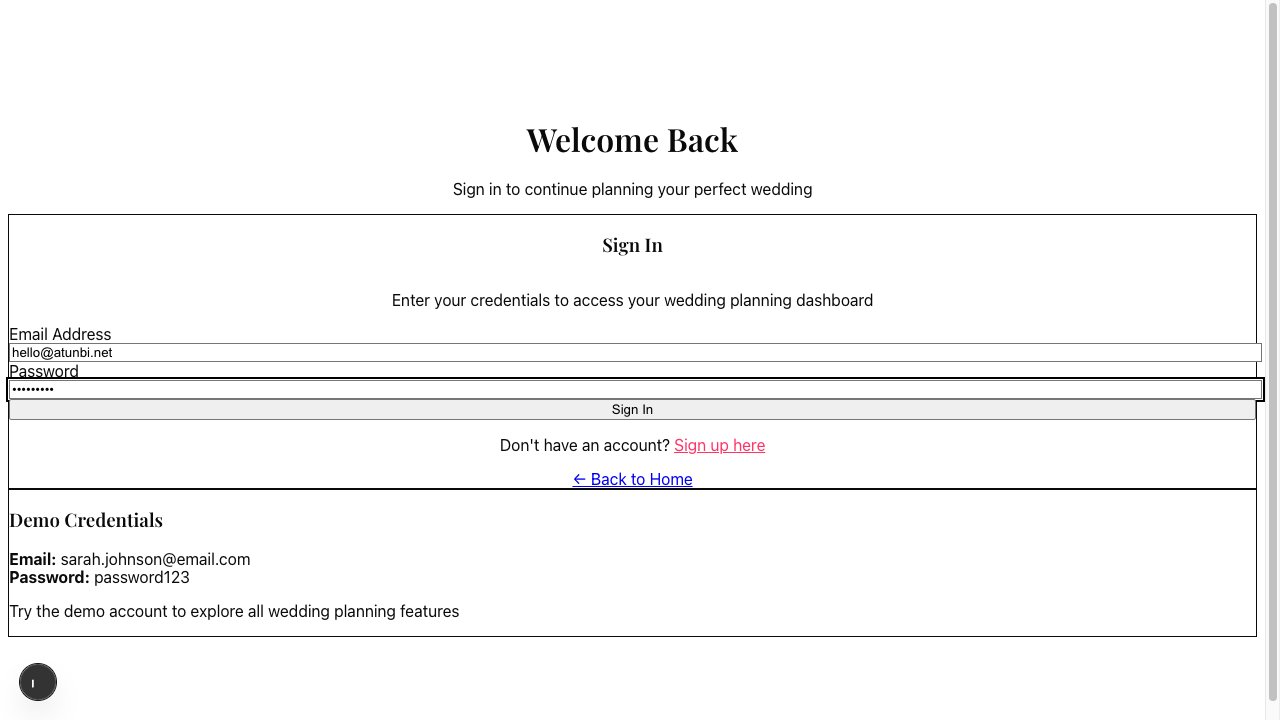 Welcome Back
Sign in to continue planning your perfect wedding
Sign In
Enter your credentials to access your wedding planning dashboard
Email Address
hello@atunbi.net
Password
•••••••••
Sign In
Don't have an account? Sign up here
← Back to Home
Demo Credentials
Email: sarah.johnson@email.com
Password: password123
Try the demo account to explore all wedding planning features